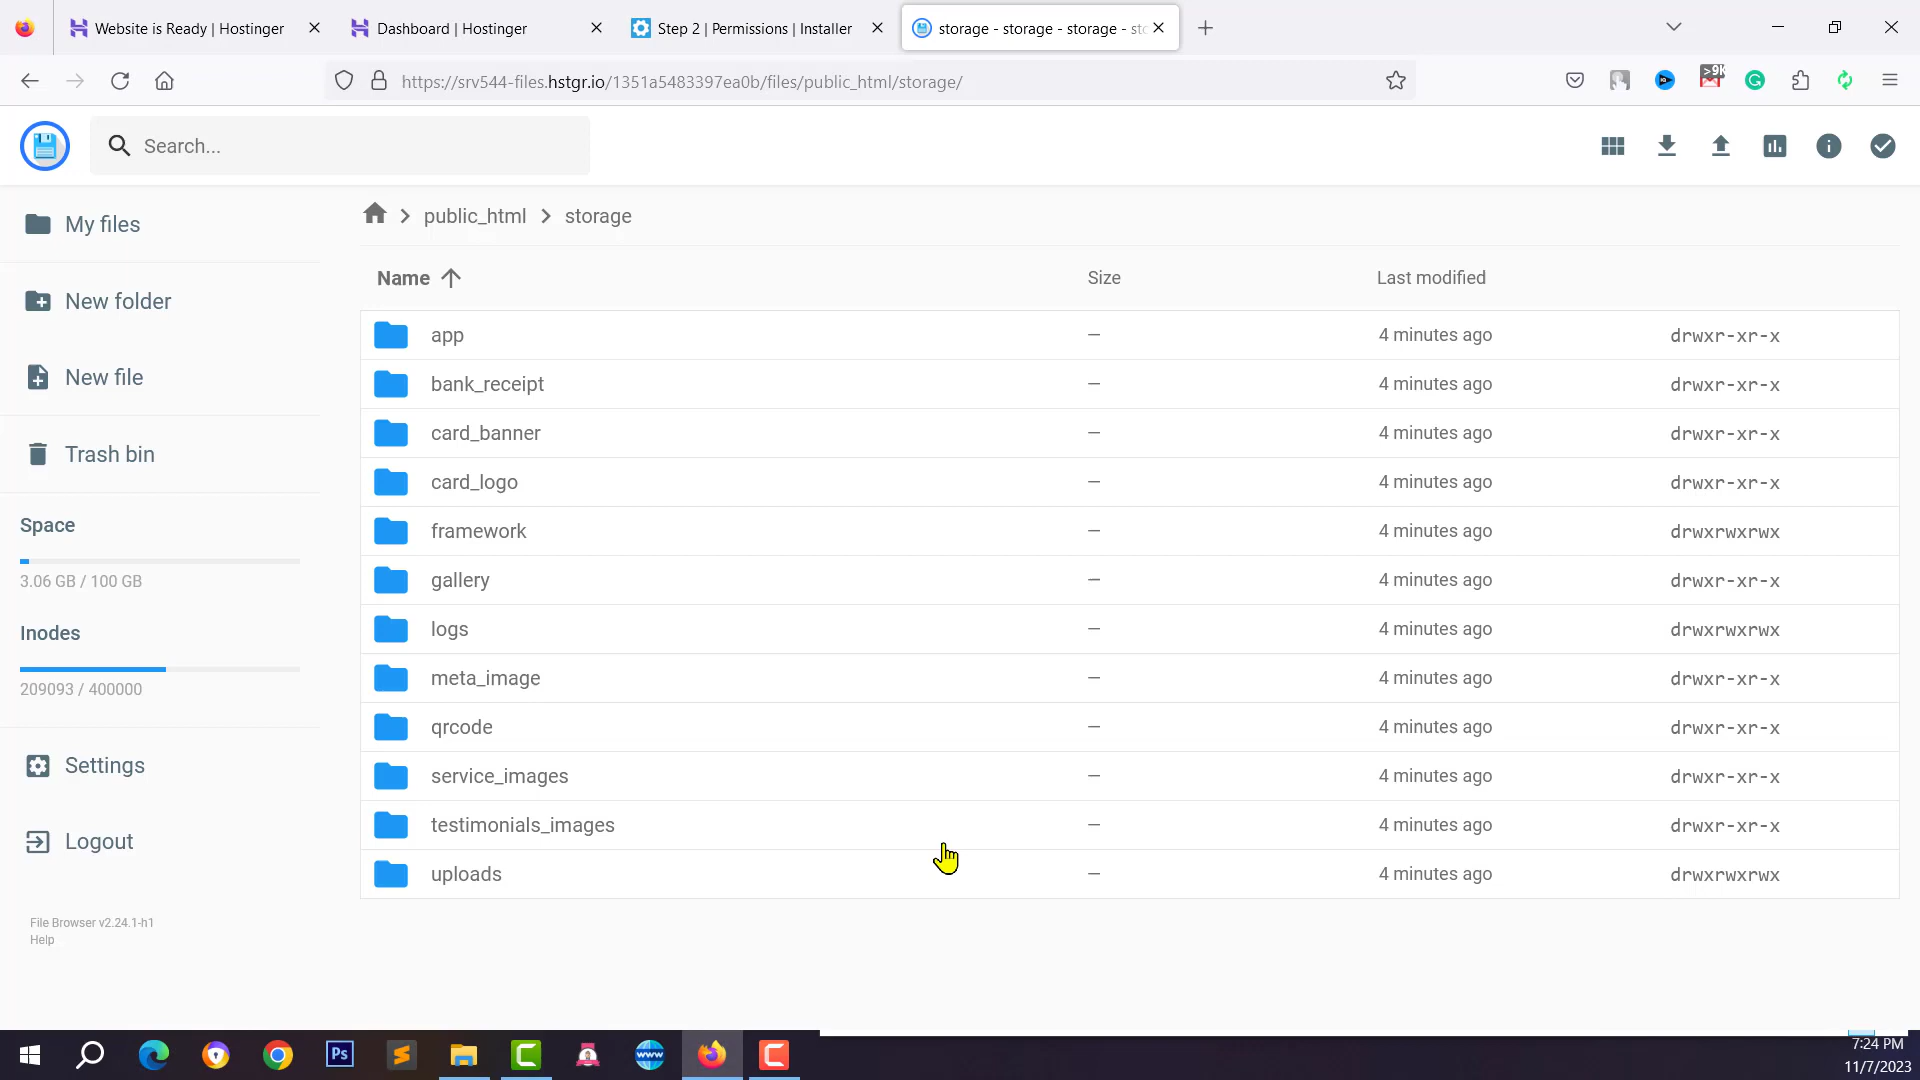 Website is Ready | Hostinger
Dashboard | Hostinger
Step 2 | Permissions | Installer
storage - storage - storage - sto
https://srv544-files.hstgr.io/1351a5483397ea0b/files/public_html/storage/
>9K
Search...
My files
New folder
New file
Trash bin
Space
3.06 GB / 100 GB
Inodes
209093 / 400000
Settings
Logout
File Browser v2.24.1-h1
Help
public_html > storage
Name Size Last modified
app — 4 minutes ago drwxr-xr-x
bank_receipt — 4 minutes ago drwxr-xr-x
card_banner — 4 minutes ago drwxr-xr-x
card_logo — 4 minutes ago drwxr-xr-x
framework — 4 minutes ago drwxrwxrwx
gallery — 4 minutes ago drwxr-xr-x
logs — 4 minutes ago drwxrwxrwx
meta_image — 4 minutes ago drwxr-xr-x
qrcode — 4 minutes ago drwxr-xr-x
service_images — 4 minutes ago drwxr-xr-x
testimonials_images — 4 minutes ago drwxr-xr-x
uploads — 4 minutes ago drwxrwxrwx
Ps
www
7:24 PM
11/7/2023